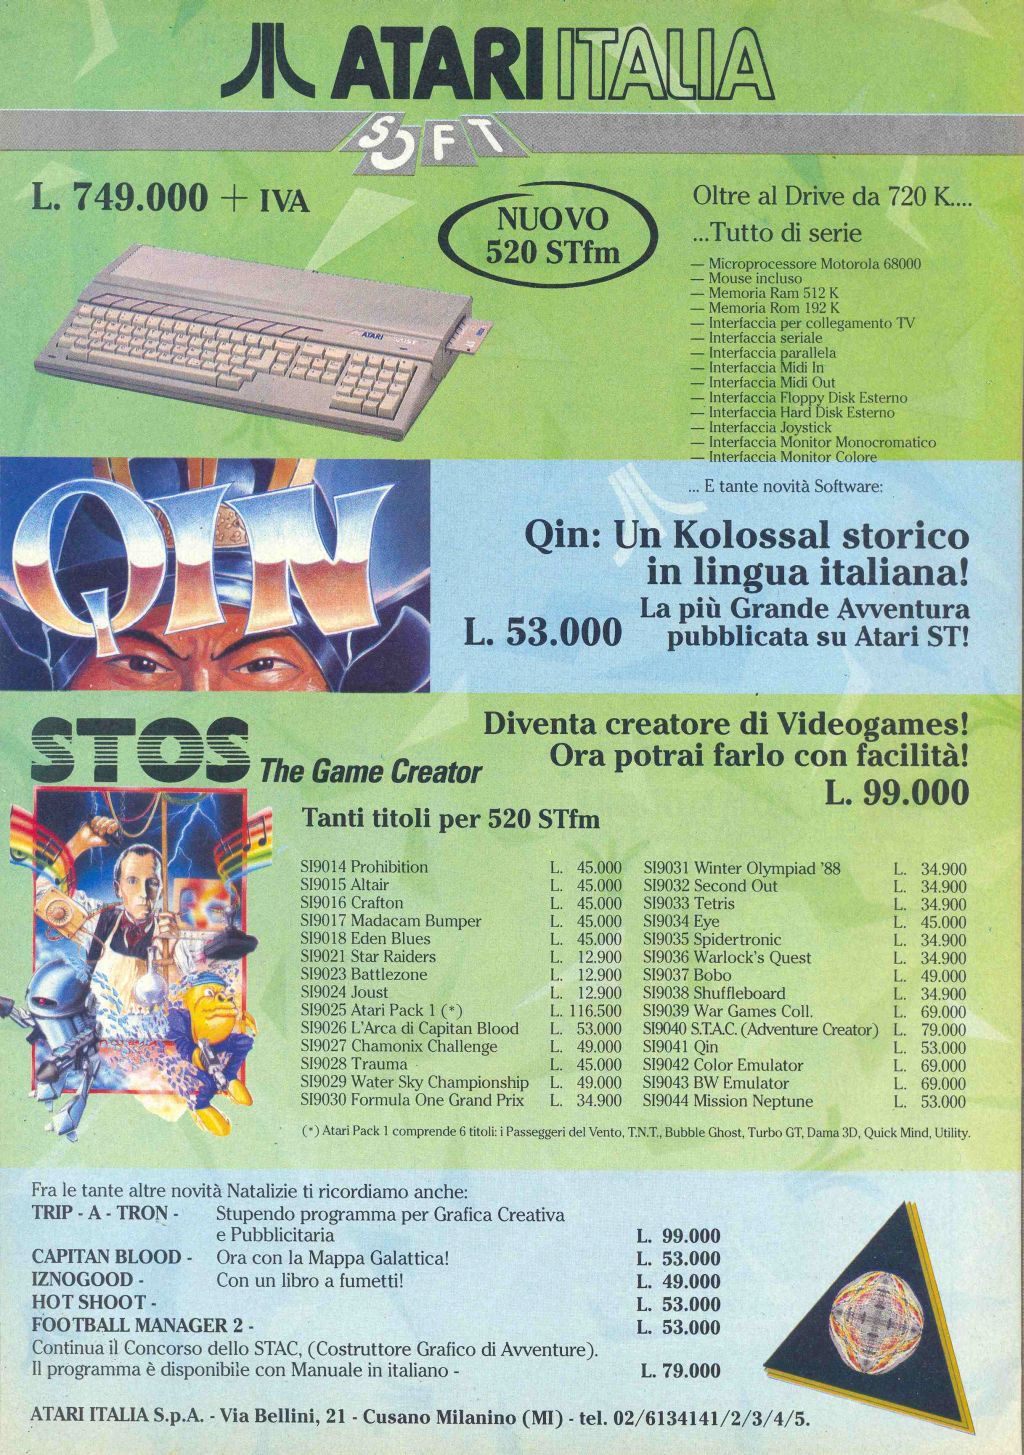 ATARI ITALIA
SOFT
L. 749.000 + IVA
NUOVO
520 STfm
Oltre al Drive da 720 K....
...Tutto di serie
— Microprocessore Motorola 68000
— Mouse incluso
— Memoria Ram 512 K
— Memoria Rom 192 K
— Interfaccia per collegamento TV
— Interfaccia seriale
— Interfaccia parallela
— Interfaccia Midi In
— Interfaccia Midi Out
— Interfaccia Floppy Disk Esterno
— Interfaccia Hard Disk Esterno
— Interfaccia Joystick
— Interfaccia Monitor Monocromatico
— Interfaccia Monitor Colore
ATARI
... E tante novità Software:
QIN
Qin: Un Kolossal storico
in lingua italiana!
L. 53.000
La più Grande Avventura
pubblicata su Atari ST!
STOS
The Game Creator
Diventa creatore di Videogames!
Ora potrai farlo con facilità!
L. 99.000
Tanti titoli per 520 STfm
SI9014 Prohibition L. 45.000
SI9015 Altair L. 45.000
SI9016 Crafton L. 45.000
SI9017 Madacam Bumper L. 45.000
SI9018 Eden Blues L. 45.000
SI9021 Star Raiders L. 12.900
SI9023 Battlezone L. 12.900
SI9024 Joust L. 12.900
SI9025 Atari Pack 1 (*) L. 116.500
SI9026 L'Arca di Capitan Blood L. 53.000
SI9027 Chamonix Challenge L. 49.000
SI9028 Trauma L. 45.000
SI9029 Water Sky Championship L. 49.000
SI9030 Formula One Grand Prix L. 34.900
SI9031 Winter Olympiad '88 L. 34.900
SI9032 Second Out L. 34.900
SI9033 Tetris L. 34.900
SI9034 Eye L. 45.000
SI9035 Spidertronic L. 34.900
SI9036 Warlock's Quest L. 34.900
SI9037 Bobo L. 49.000
SI9038 Shuffleboard L. 34.900
SI9039 War Games Coll. L. 69.000
SI9040 S.T.A.C. (Adventure Creator) L. 79.000
SI9041 Qin L. 53.000
SI9042 Color Emulator L. 69.000
SI9043 BW Emulator L. 69.000
SI9044 Mission Neptune L. 53.000
(*) Atari Pack 1 comprende 6 titoli: i Passeggeri del Vento, T.N.T., Bubble Ghost, Turbo GT, Dama 3D, Quick Mind, Utility.
Fra le tante altre novità Natalizie ti ricordiamo anche:
TRIP - A - TRON - Stupendo programma per Grafica Creativa
e Pubblicitaria L. 99.000
CAPITAN BLOOD - Ora con la Mappa Galattica! L. 53.000
IZNOGOOD - Con un libro a fumetti! L. 49.000
HOT SHOOT - L. 53.000
FOOTBALL MANAGER 2 - L. 53.000
Continua il Concorso dello STAC, (Costruttore Grafico di Avventure).
Il programma è disponibile con Manuale in italiano - L. 79.000
ATARI ITALIA S.p.A. - Via Bellini, 21 - Cusano Milanino (MI) - tel. 02/6134141/2/3/4/5.